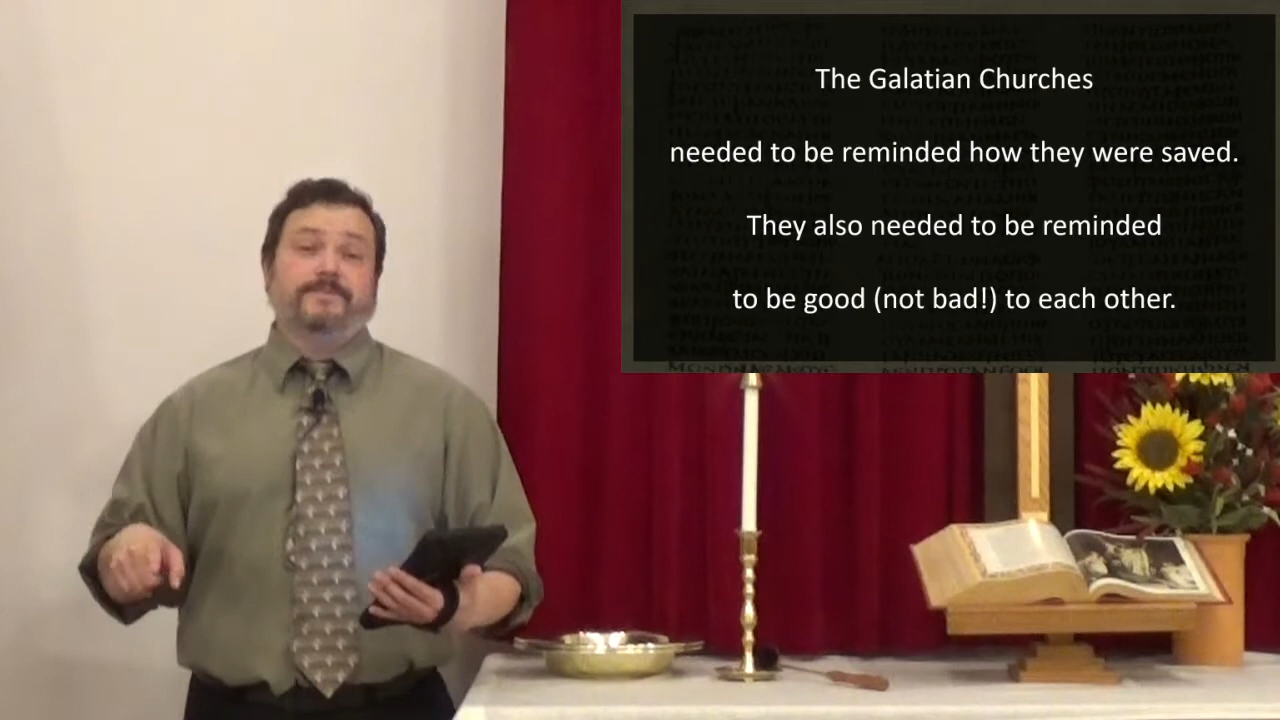 The Galatian Churches
needed to be reminded how they were saved.
They also needed to be reminded
to be good (not bad!) to each other.